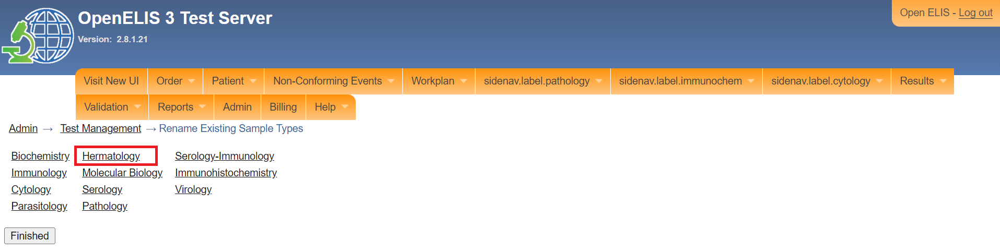 OpenELIS 3 Test Server
Version: 2.8.1.21
Open ELIS - Log out
Visit New UI Order Patient Non-Conforming Events Workplan sidenav.label.pathology sidenav.label.immunochem sidenav.label.cytology Results
Validation Reports Admin Billing Help
Admin → Test Management → Rename Existing Sample Types
Biochemistry Hermatology Serology-Immunology
Immunology Molecular Biology Immunohistochemistry
Cytology Serology Virology
Parasitology Pathology
Finished